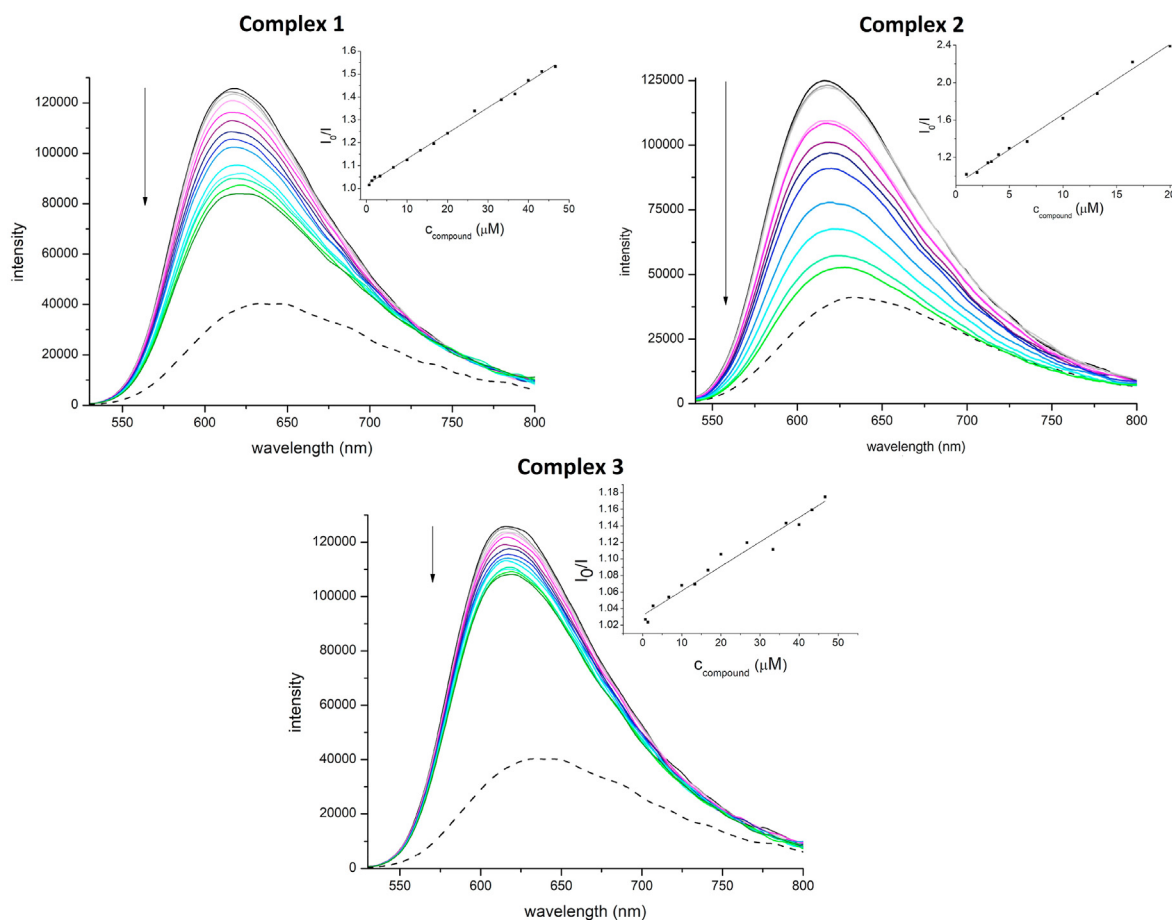 Complex 1
120000
100000
80000
60000
40000
20000
0
intensity
550 600 650 700 750 800
wavelength (nm)
1.6
1.5
1.4
1.3
1.2
1.1
1.0
I0/I
0 10 20 30 40 50
ccompound (μM)
Complex 2
125000
100000
75000
50000
25000
0
intensity
550 600 650 700 750 800
wavelength (nm)
2.4
2.0
1.6
1.2
I0/I
0 5 10 15 20
ccompound (μM)
Complex 3
120000
100000
80000
60000
40000
20000
0
intensity
550 600 650 700 750 800
wavelength (nm)
1.18
1.16
1.14
1.12
1.10
1.08
1.06
1.04
1.02
I0/I
0 10 20 30 40 50
ccompound (μM)